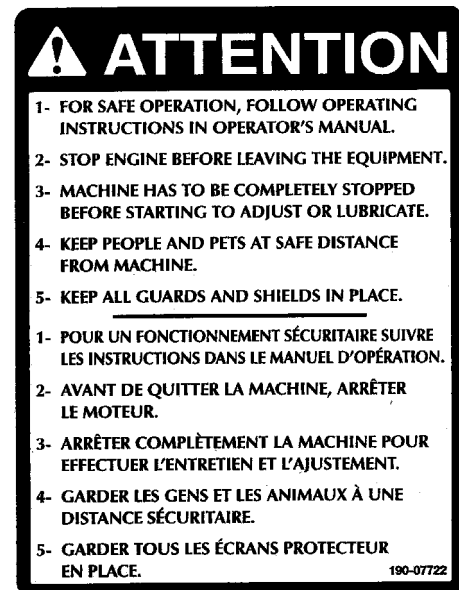 ATTENTION
1- FOR SAFE OPERATION, FOLLOW OPERATING
INSTRUCTIONS IN OPERATOR'S MANUAL.
2- STOP ENGINE BEFORE LEAVING THE EQUIPMENT.
3- MACHINE HAS TO BE COMPLETELY STOPPED
BEFORE STARTING TO ADJUST OR LUBRICATE.
4- KEEP PEOPLE AND PETS AT SAFE DISTANCE
FROM MACHINE.
5- KEEP ALL GUARDS AND SHIELDS IN PLACE.
1- POUR UN FONCTIONNEMENT SÉCURITAIRE SUIVRE
LES INSTRUCTIONS DANS LE MANUEL D'OPÉRATION.
2- AVANT DE QUITTER LA MACHINE, ARRÊTER
LE MOTEUR.
3- ARRÊTER COMPLÈTEMENT LA MACHINE POUR
EFFECTUER L'ENTRETIEN ET L'AJUSTEMENT.
4- GARDER LES GENS ET LES ANIMAUX À UNE
DISTANCE SÉCURITAIRE.
5- GARDER TOUS LES ÉCRANS PROTECTEUR
EN PLACE. 190-07722